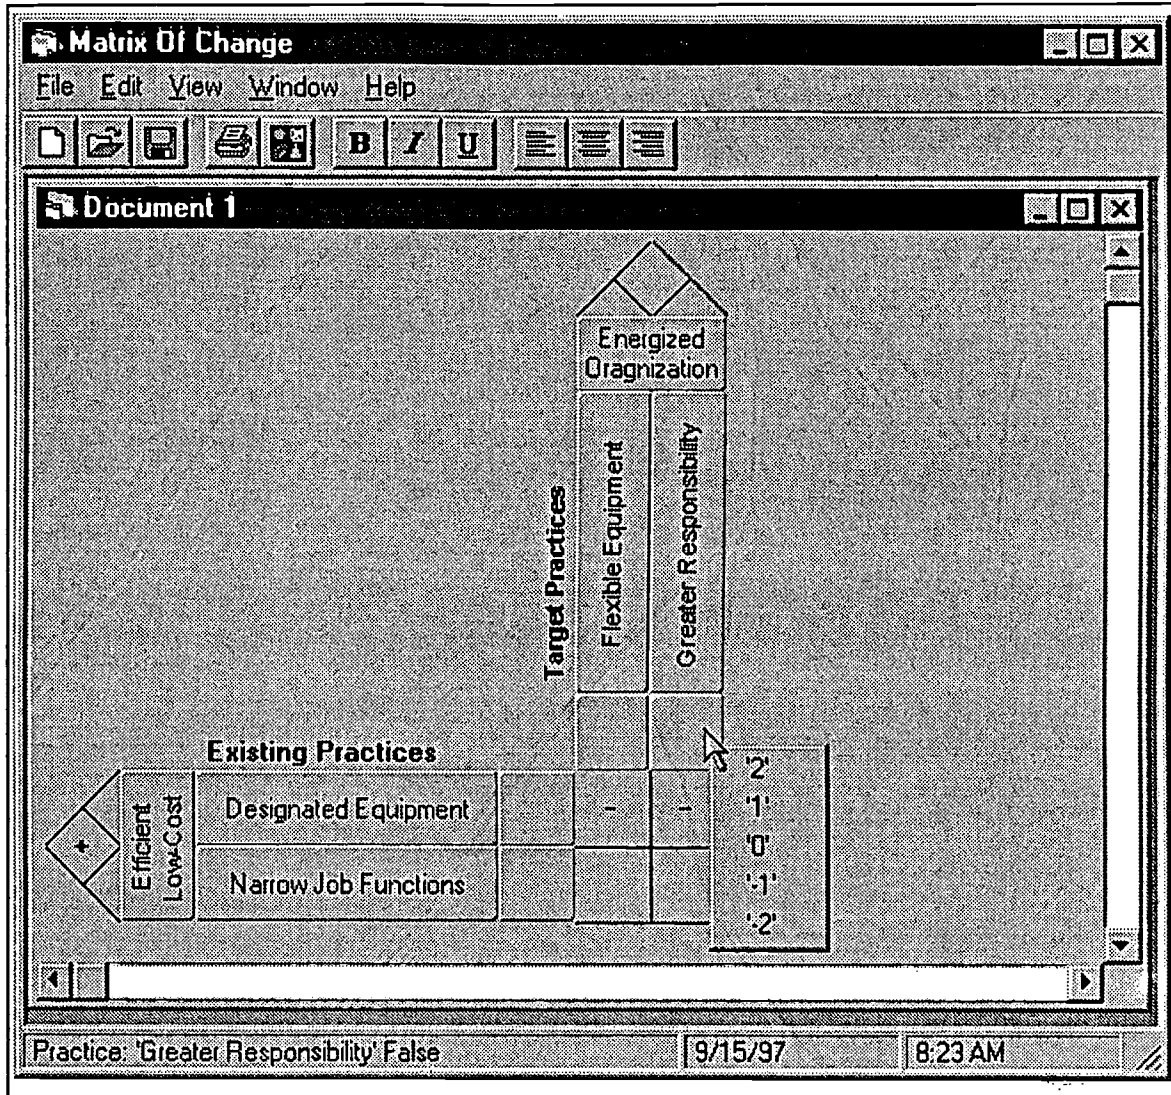 Matrix Of Change
File Edit View Window Help
B I U
Document 1
Energized
Oragnization
Target Practices
Flexible Equipment
Greater Responsibility
Existing Practices
Efficient
Low-Cost
+
Designated Equipment
- -
Narrow Job Functions
'2'
'1'
'0'
'-1'
'-2'
Practice: 'Greater Responsibility' False
9/15/97
8:23 AM